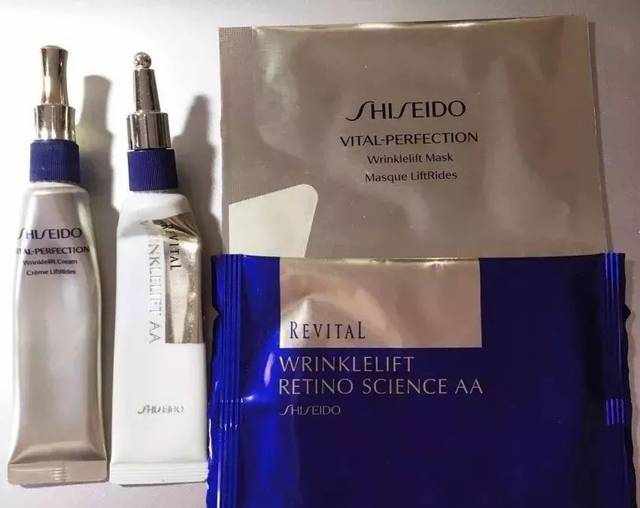 SHISEIDO
VITAL-PERFECTION
Wrinklelift Cream
Crème LiftRides
REVITAL
WRINKLELIFT AA
SHISEIDO
SHISEIDO
VITAL-PERFECTION
Wrinklelift Mask
Masque LiftRides
REVITAL
WRINKLELIFT
RETINO SCIENCE AA
SHISEIDO